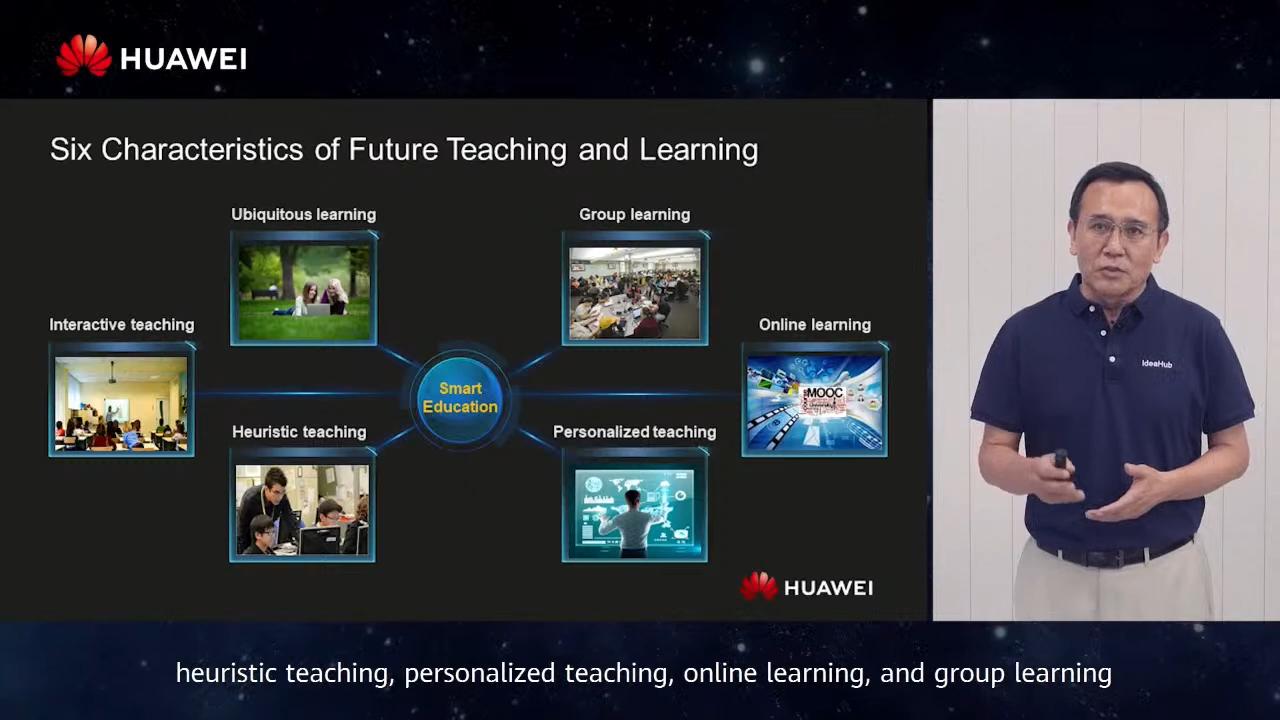 HUAWEI
Six Characteristics of Future Teaching and Learning
Ubiquitous learning
Group learning
Interactive teaching
Online learning
MOOC
Smart
Education
IdeaHub
Heuristic teaching
Personalized teaching
HUAWEI
heuristic teaching, personalized teaching, online learning, and group learning